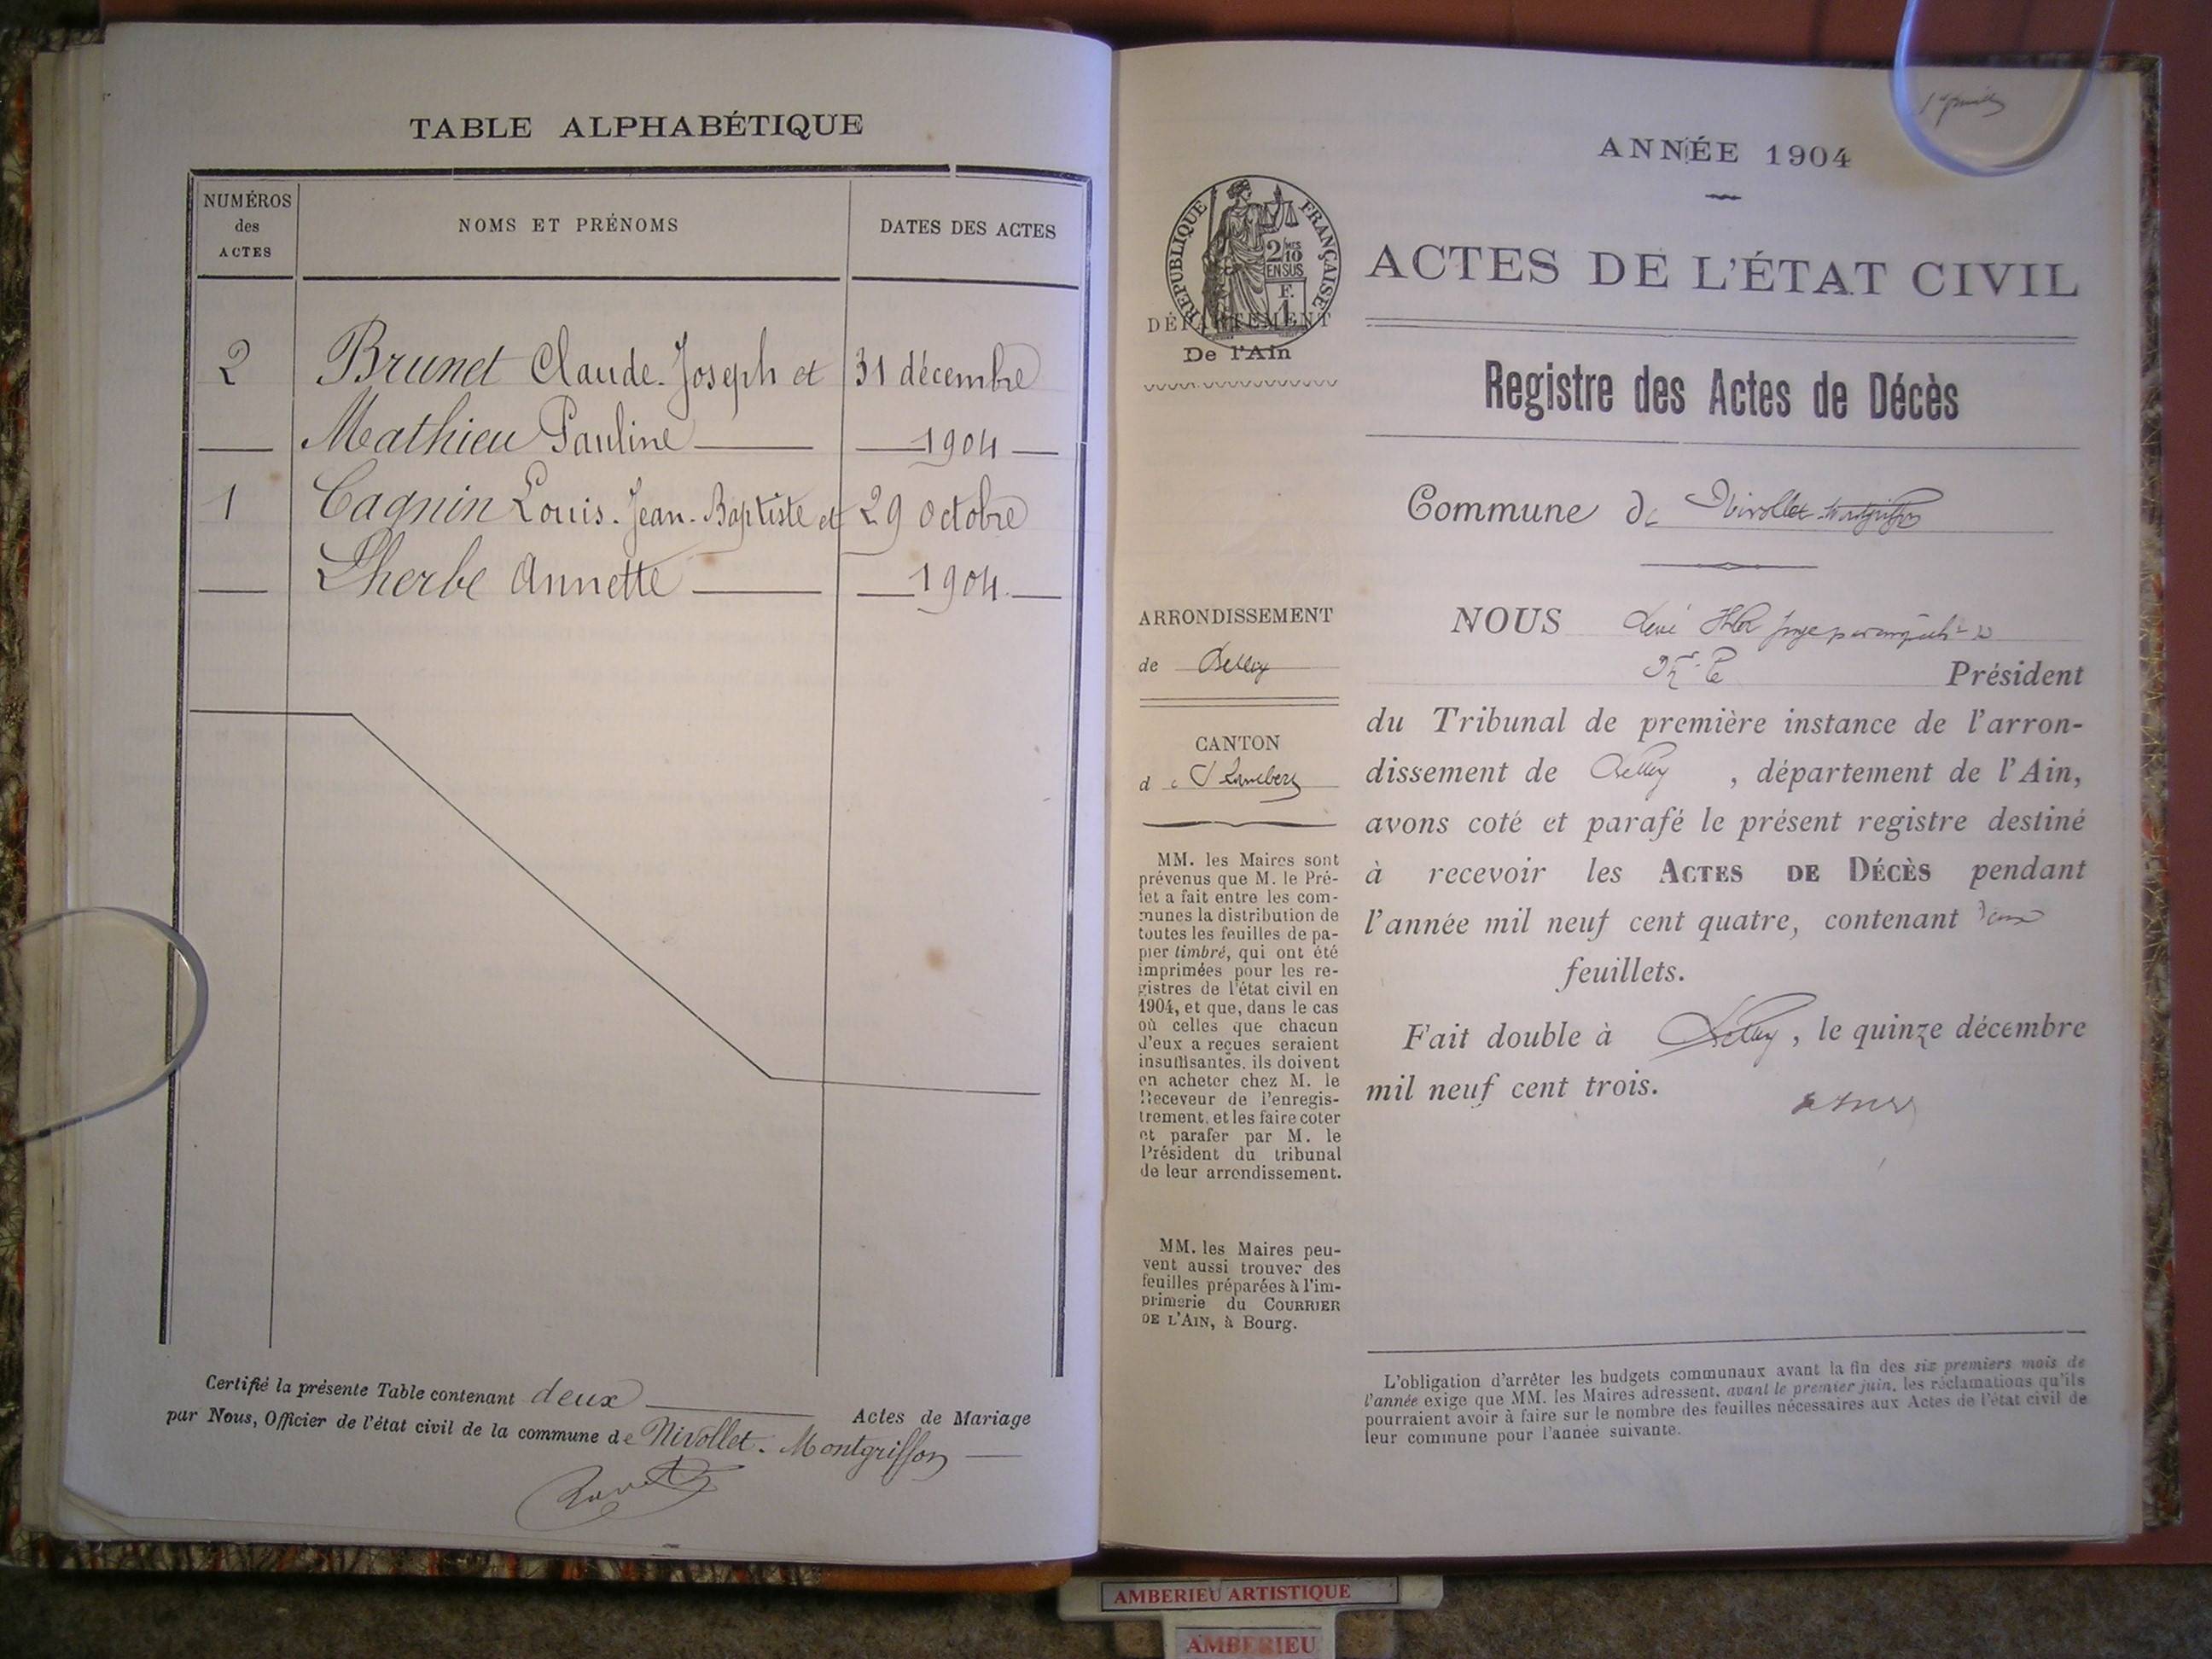 TABLE ALPHABÉTIQUE
NUMÉROS
des
ACTES
NOMS ET PRÉNOMS
DATES DES ACTES
2 Brunet Claude-Joseph et 31 décembre
Mathieu Pauline 1904
1 Cagnin Louis-Jean-Baptiste et 29 octobre
Lherbe Annette 1904
Certifié la présente Table contenant deux Actes de Mariage
par Nous, Officier de l'état civil de la commune de Nivollet-Montgriffon
ANNÉE 1904
RÉPUBLIQUE FRANÇAISE
2/10
EN SUS
F.
1
DÉPARTEMENT
De l'Ain
ACTES DE L'ÉTAT CIVIL
Registre des Actes de Décès
Commune de Nivollet-Montgriffon
ARRONDISSEMENT
de Belley
CANTON
de St Rambert
MM. les Maires sont
prévenus que M. le Pré-
fet a fait entre les com-
munes la distribution de
toutes les feuilles de pa-
pier timbré, qui ont été
imprimées pour les re-
gistres de l'état civil en
1904, et que, dans le cas
où celles que chacun
d'eux a reçues seraient
insuffisantes, ils doivent
en acheter chez M. le
Receveur de l'enregis-
trement, et les faire coter
et parafer par M. le
Président du tribunal
de leur arrondissement.
MM. les Maires peu-
vent aussi trouver des
feuilles préparées à l'im-
primerie du COURRIER
DE L'AIN, à Bourg.
NOUS
Président
du Tribunal de première instance de l'arron-
dissement de Belley, département de l'Ain,
avons coté et parafé le présent registre destiné
à recevoir les ACTES DE DÉCÈS pendant
l'année mil neuf cent quatre, contenant deux
feuillets.
Fait double à Belley, le quinze décembre
mil neuf cent trois.
L'obligation d'arrêter les budgets communaux avant la fin des six premiers mois de
l'année exige que MM. les Maires adressent, avant le premier juin, les réclamations qu'ils
pourraient avoir à faire sur le nombre des feuilles nécessaires aux Actes de l'état civil de
leur commune pour l'année suivante.
AMBERIEU ARTISTIQUE
AMBERIEU